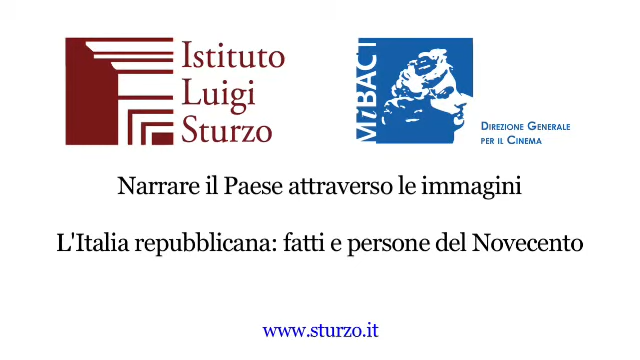 Istituto
Luigi
Sturzo
MiBACT
DIREZIONE GENERALE
PER IL CINEMA
Narrare il Paese attraverso le immagini
L'Italia repubblicana: fatti e persone del Novecento
www.sturzo.it